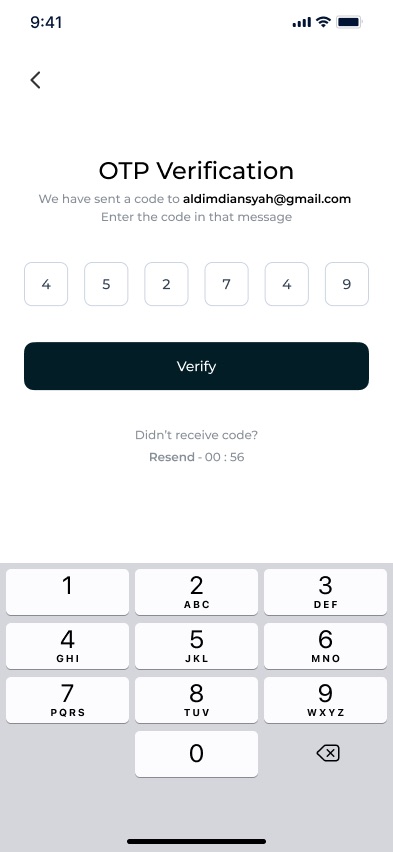 9:41
OTP Verification
We have sent a code to aldimdiansyah@gmail.com
Enter the code in that message
4 5 2 7 4 9
Verify
Didn’t receive code?
Resend - 00 : 56
1 2 3
ABC DEF
4 5 6
GHI JKL MNO
7 8 9
PQRS TUV WXYZ
0